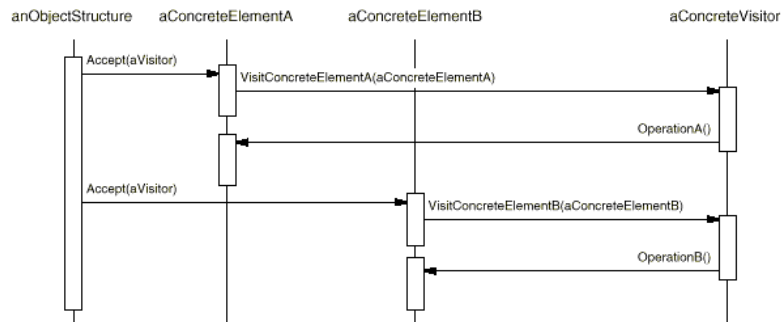 anObjectStructure aConcreteElementA aConcreteElementB aConcreteVisitor
Accept(aVisitor)
VisitConcreteElementA(aConcreteElementA)
OperationA()
Accept(aVisitor)
VisitConcreteElementB(aConcreteElementB)
OperationB()